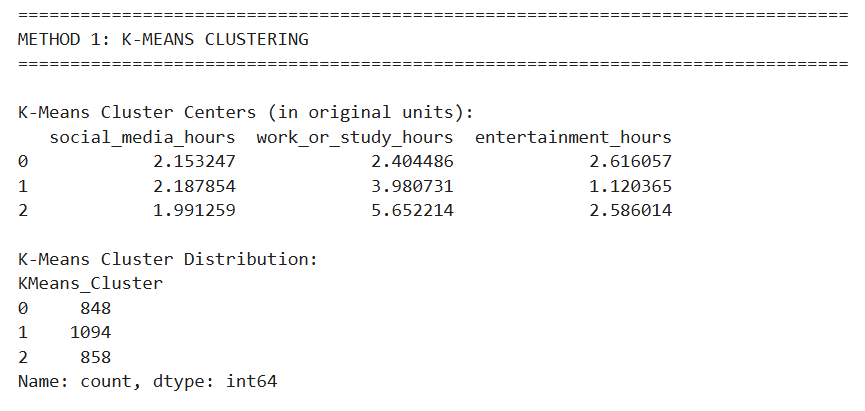 ================================================================================
METHOD 1: K-MEANS CLUSTERING
================================================================================
K-Means Cluster Centers (in original units):
   social_media_hours  work_or_study_hours  entertainment_hours
0            2.153247             2.404486             2.616057
1            2.187854             3.980731             1.120365
2            1.991259             5.652214             2.586014
K-Means Cluster Distribution:
KMeans_Cluster
0     848
1    1094
2     858
Name: count, dtype: int64